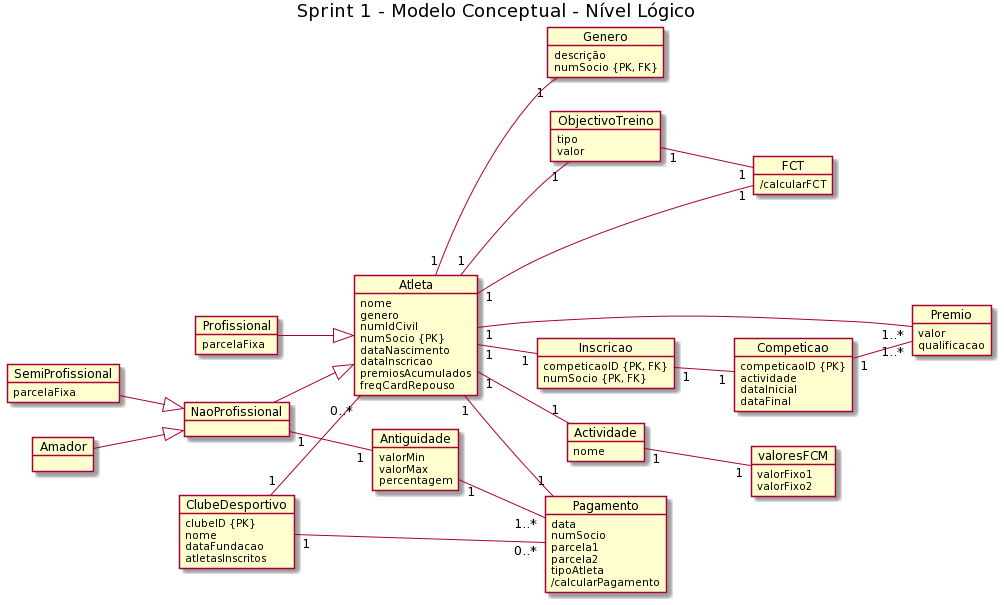 Sprint 1 - Modelo Conceptual - Nível Lógico
Genero
descrição
numSocio {PK, FK}
1
1
ObjectivoTreino
tipo
valor
1
1
1
1
FCT
/calcularFCT
1
1
Atleta
nome
genero
numIdCivil
numSocio {PK}
dataNascimento
dataInscricao
premiosAcumulados
freqCardRepouso
Profissional
parcelaFixa
SemiProfissional
parcelaFixa
Amador
NaoProfissional
1
1..*
Premio
valor
qualificacao
1
1
Inscricao
competicaoID {PK, FK}
numSocio {PK, FK}
1
1
Competicao
competicaoID {PK}
actividade
dataInicial
dataFinal
1
1..*
1
1
Actividade
nome
1
1
valoresFCM
valorFixo1
valorFixo2
0..*
1
1
1
Antiguidade
valorMin
valorMax
percentagem
1
1..*
1
1
ClubeDesportivo
clubeID {PK}
nome
dataFundacao
atletasInscritos
1
0..*
Pagamento
data
numSocio
parcela1
parcela2
tipoAtleta
/calcularPagamento